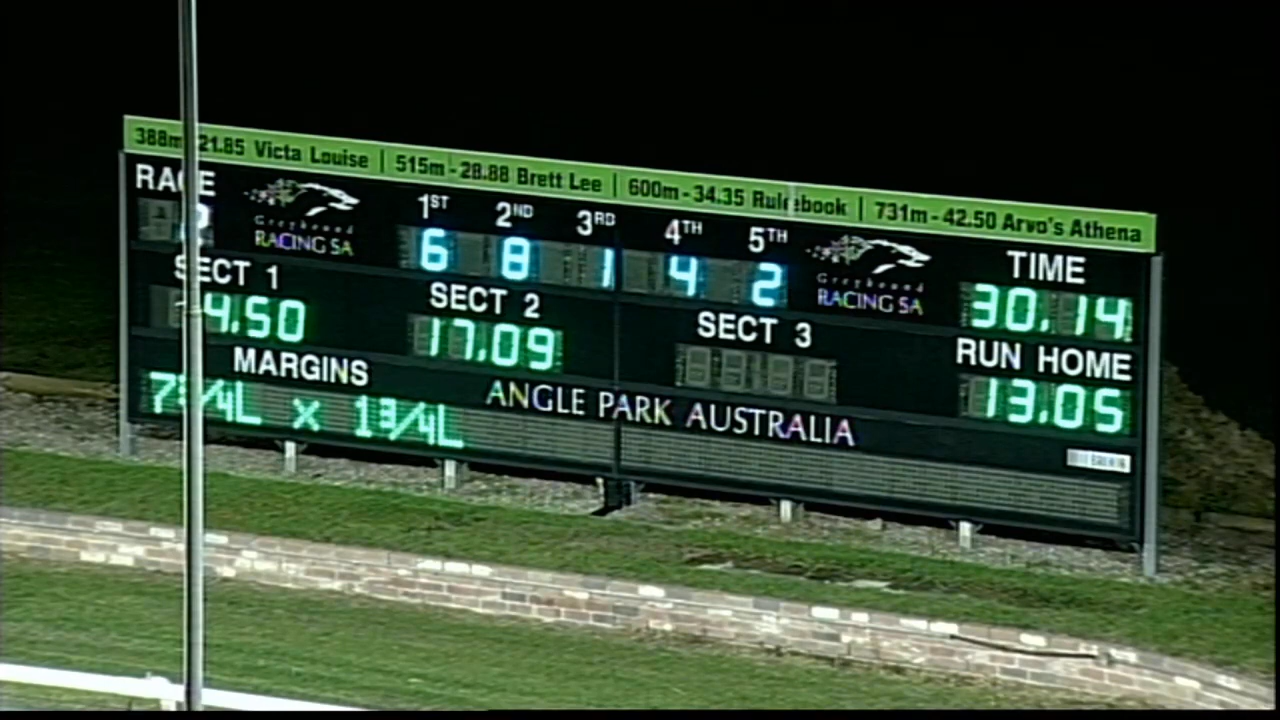 388m - 21.85 Victa Louise | 515m - 28.88 Brett Lee | 600m - 34.35 Rulebook | 731m - 42.50 Arvo's Athena
RACE 1ST 2ND 3RD 4TH 5TH
Greyhound RACING SA
6 8 1 4 2
Greyhound RACING SA
TIME
30.14
SECT 1
4.50
SECT 2
17.09
SECT 3
RUN HOME
13.05
MARGINS
7¾L x 1¾L
ANGLE PARK AUSTRALIA